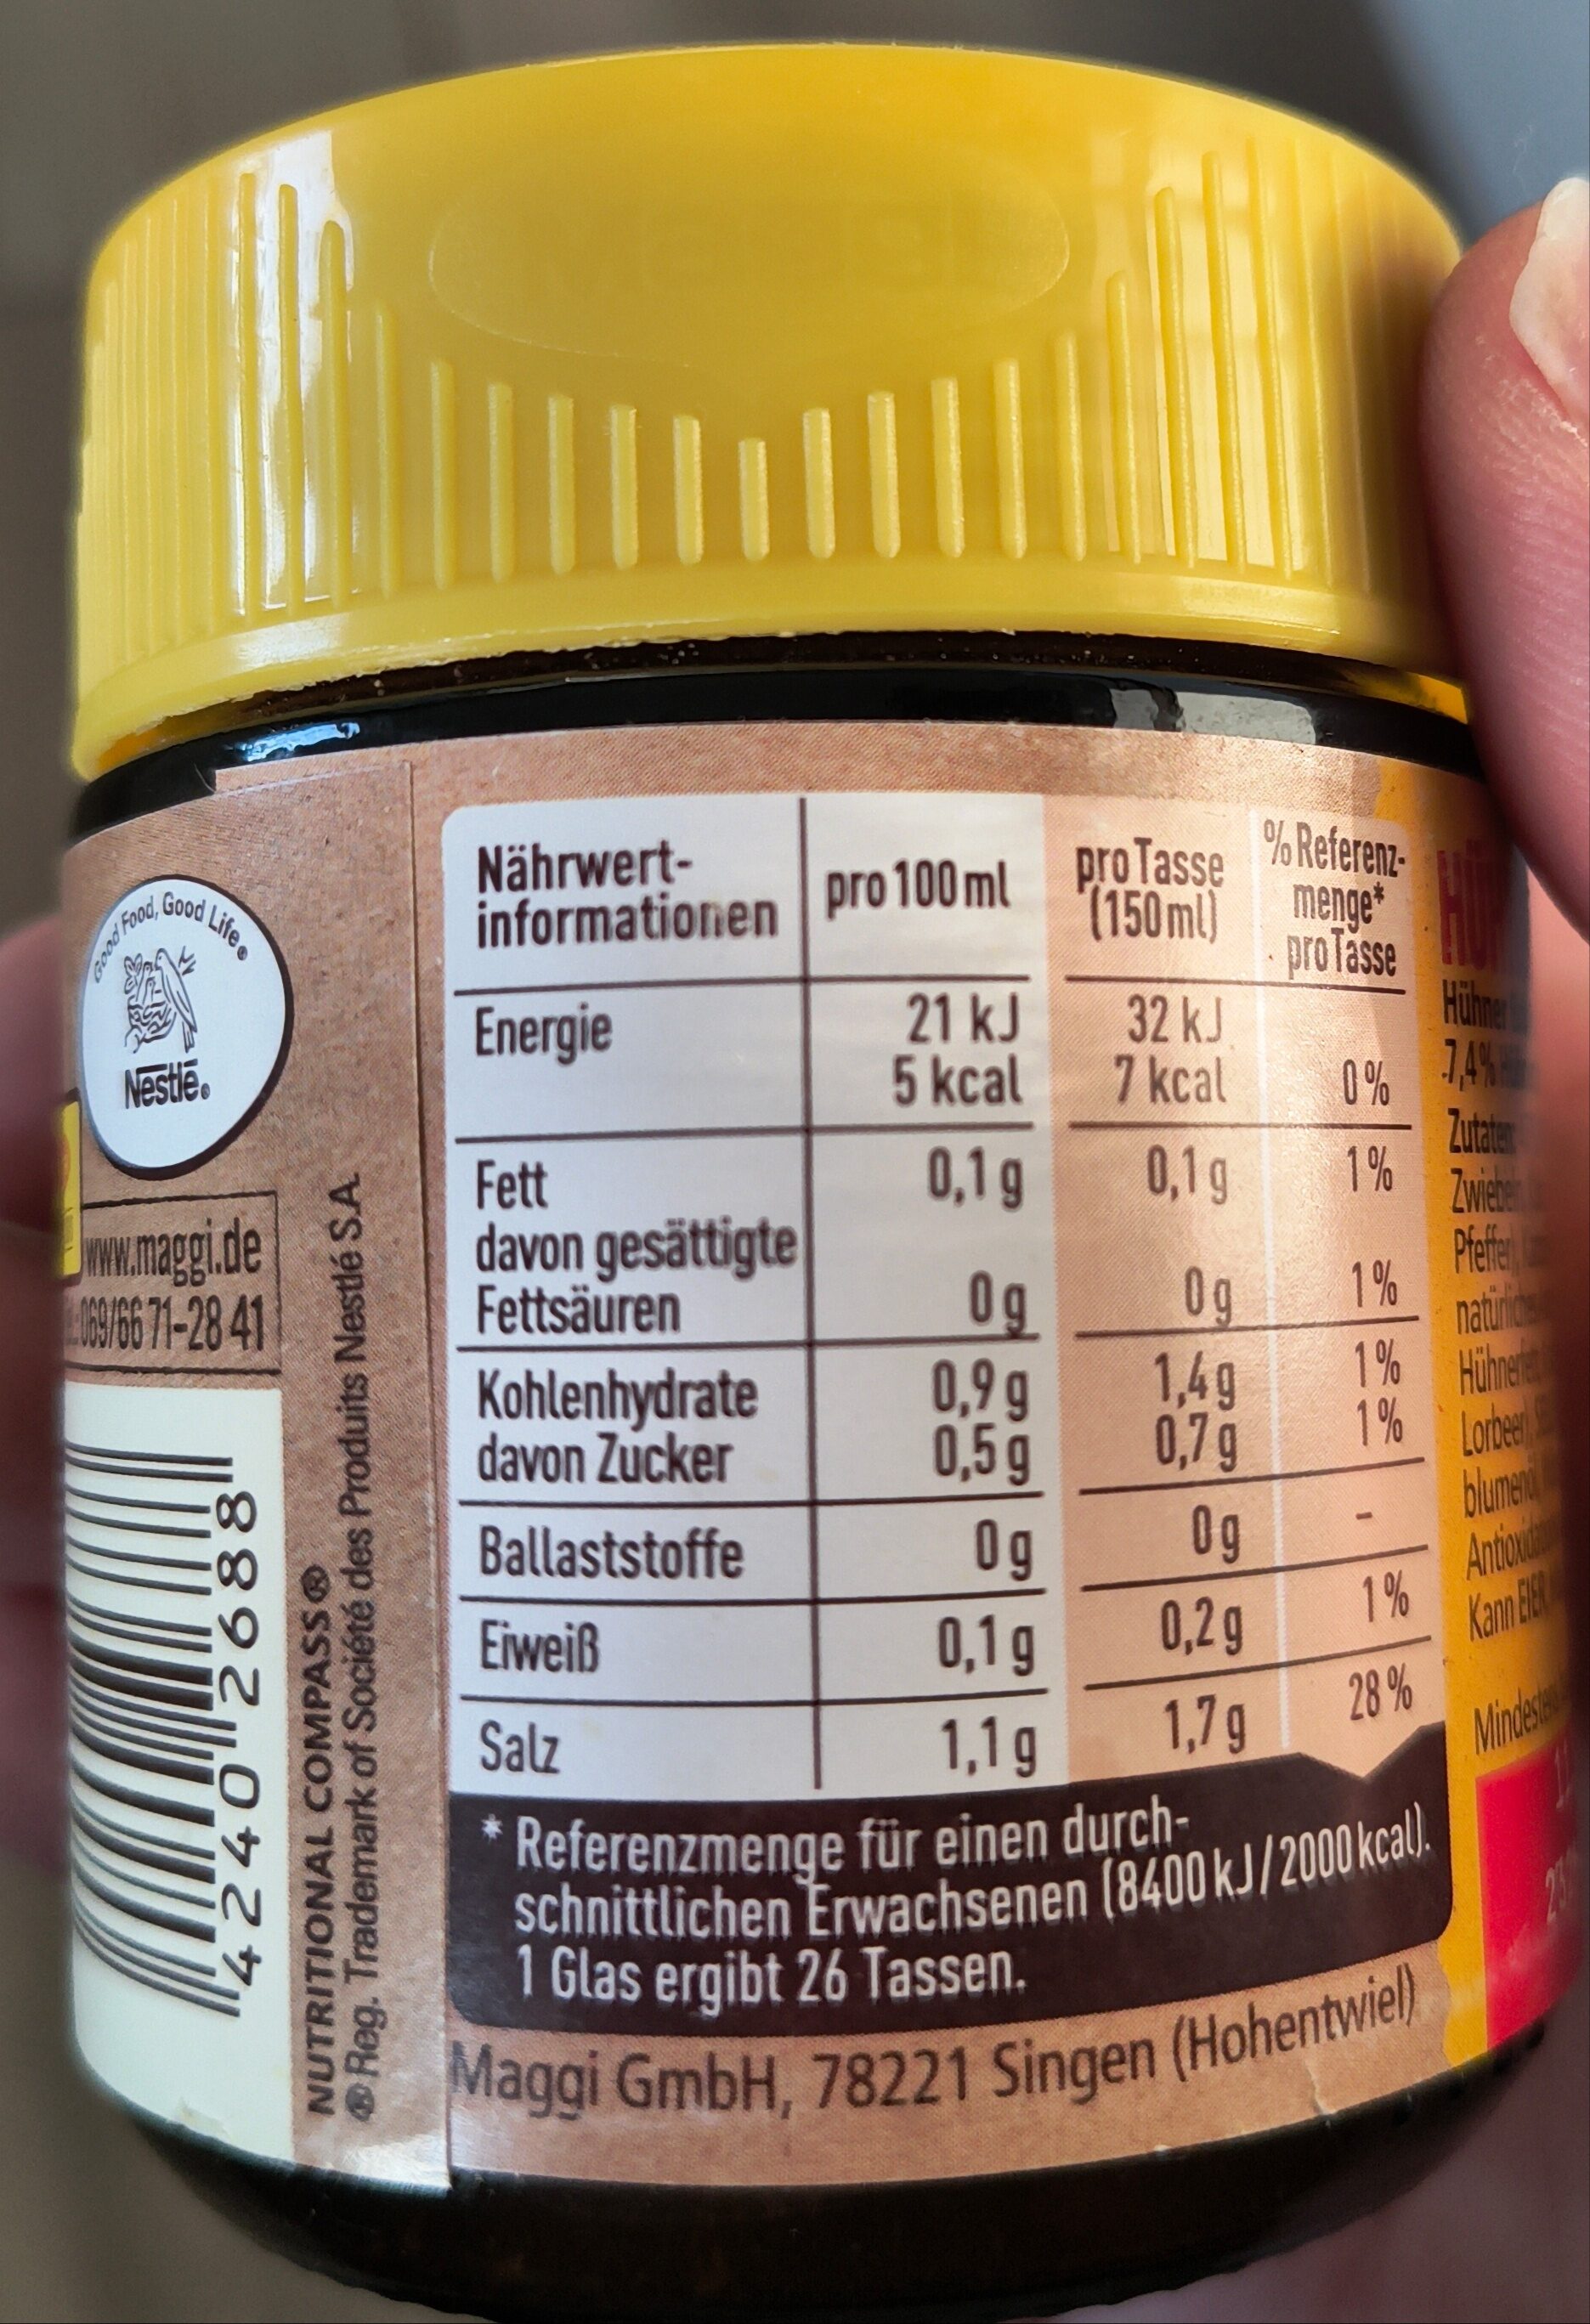 Good Food, Good Life®
Nestlé®
www.maggi.de
069/66 71-28 41
42402688
NUTRITIONAL COMPASS®
® Reg. Trademark of Société des Produits Nestlé S.A.
Nährwert-
informationen
pro 100 ml
pro Tasse
(150 ml)
% Referenz-
menge*
pro Tasse
Energie 21 kJ 32 kJ
5 kcal 7 kcal 0 %
Fett 0,1 g 0,1 g 1 %
davon gesättigte
Fettsäuren 0 g 0 g 1 %
Kohlenhydrate 0,9 g 1,4 g 1 %
davon Zucker 0,5 g 0,7 g 1 %
Ballaststoffe 0 g 0 g -
Eiweiß 0,1 g 0,2 g 1 %
Salz 1,1 g 1,7 g 28 %
* Referenzmenge für einen durch-
schnittlichen Erwachsenen (8400 kJ / 2000 kcal).
1 Glas ergibt 26 Tassen.
Maggi GmbH, 78221 Singen (Hohentwiel)
7,4%
Kann EIER